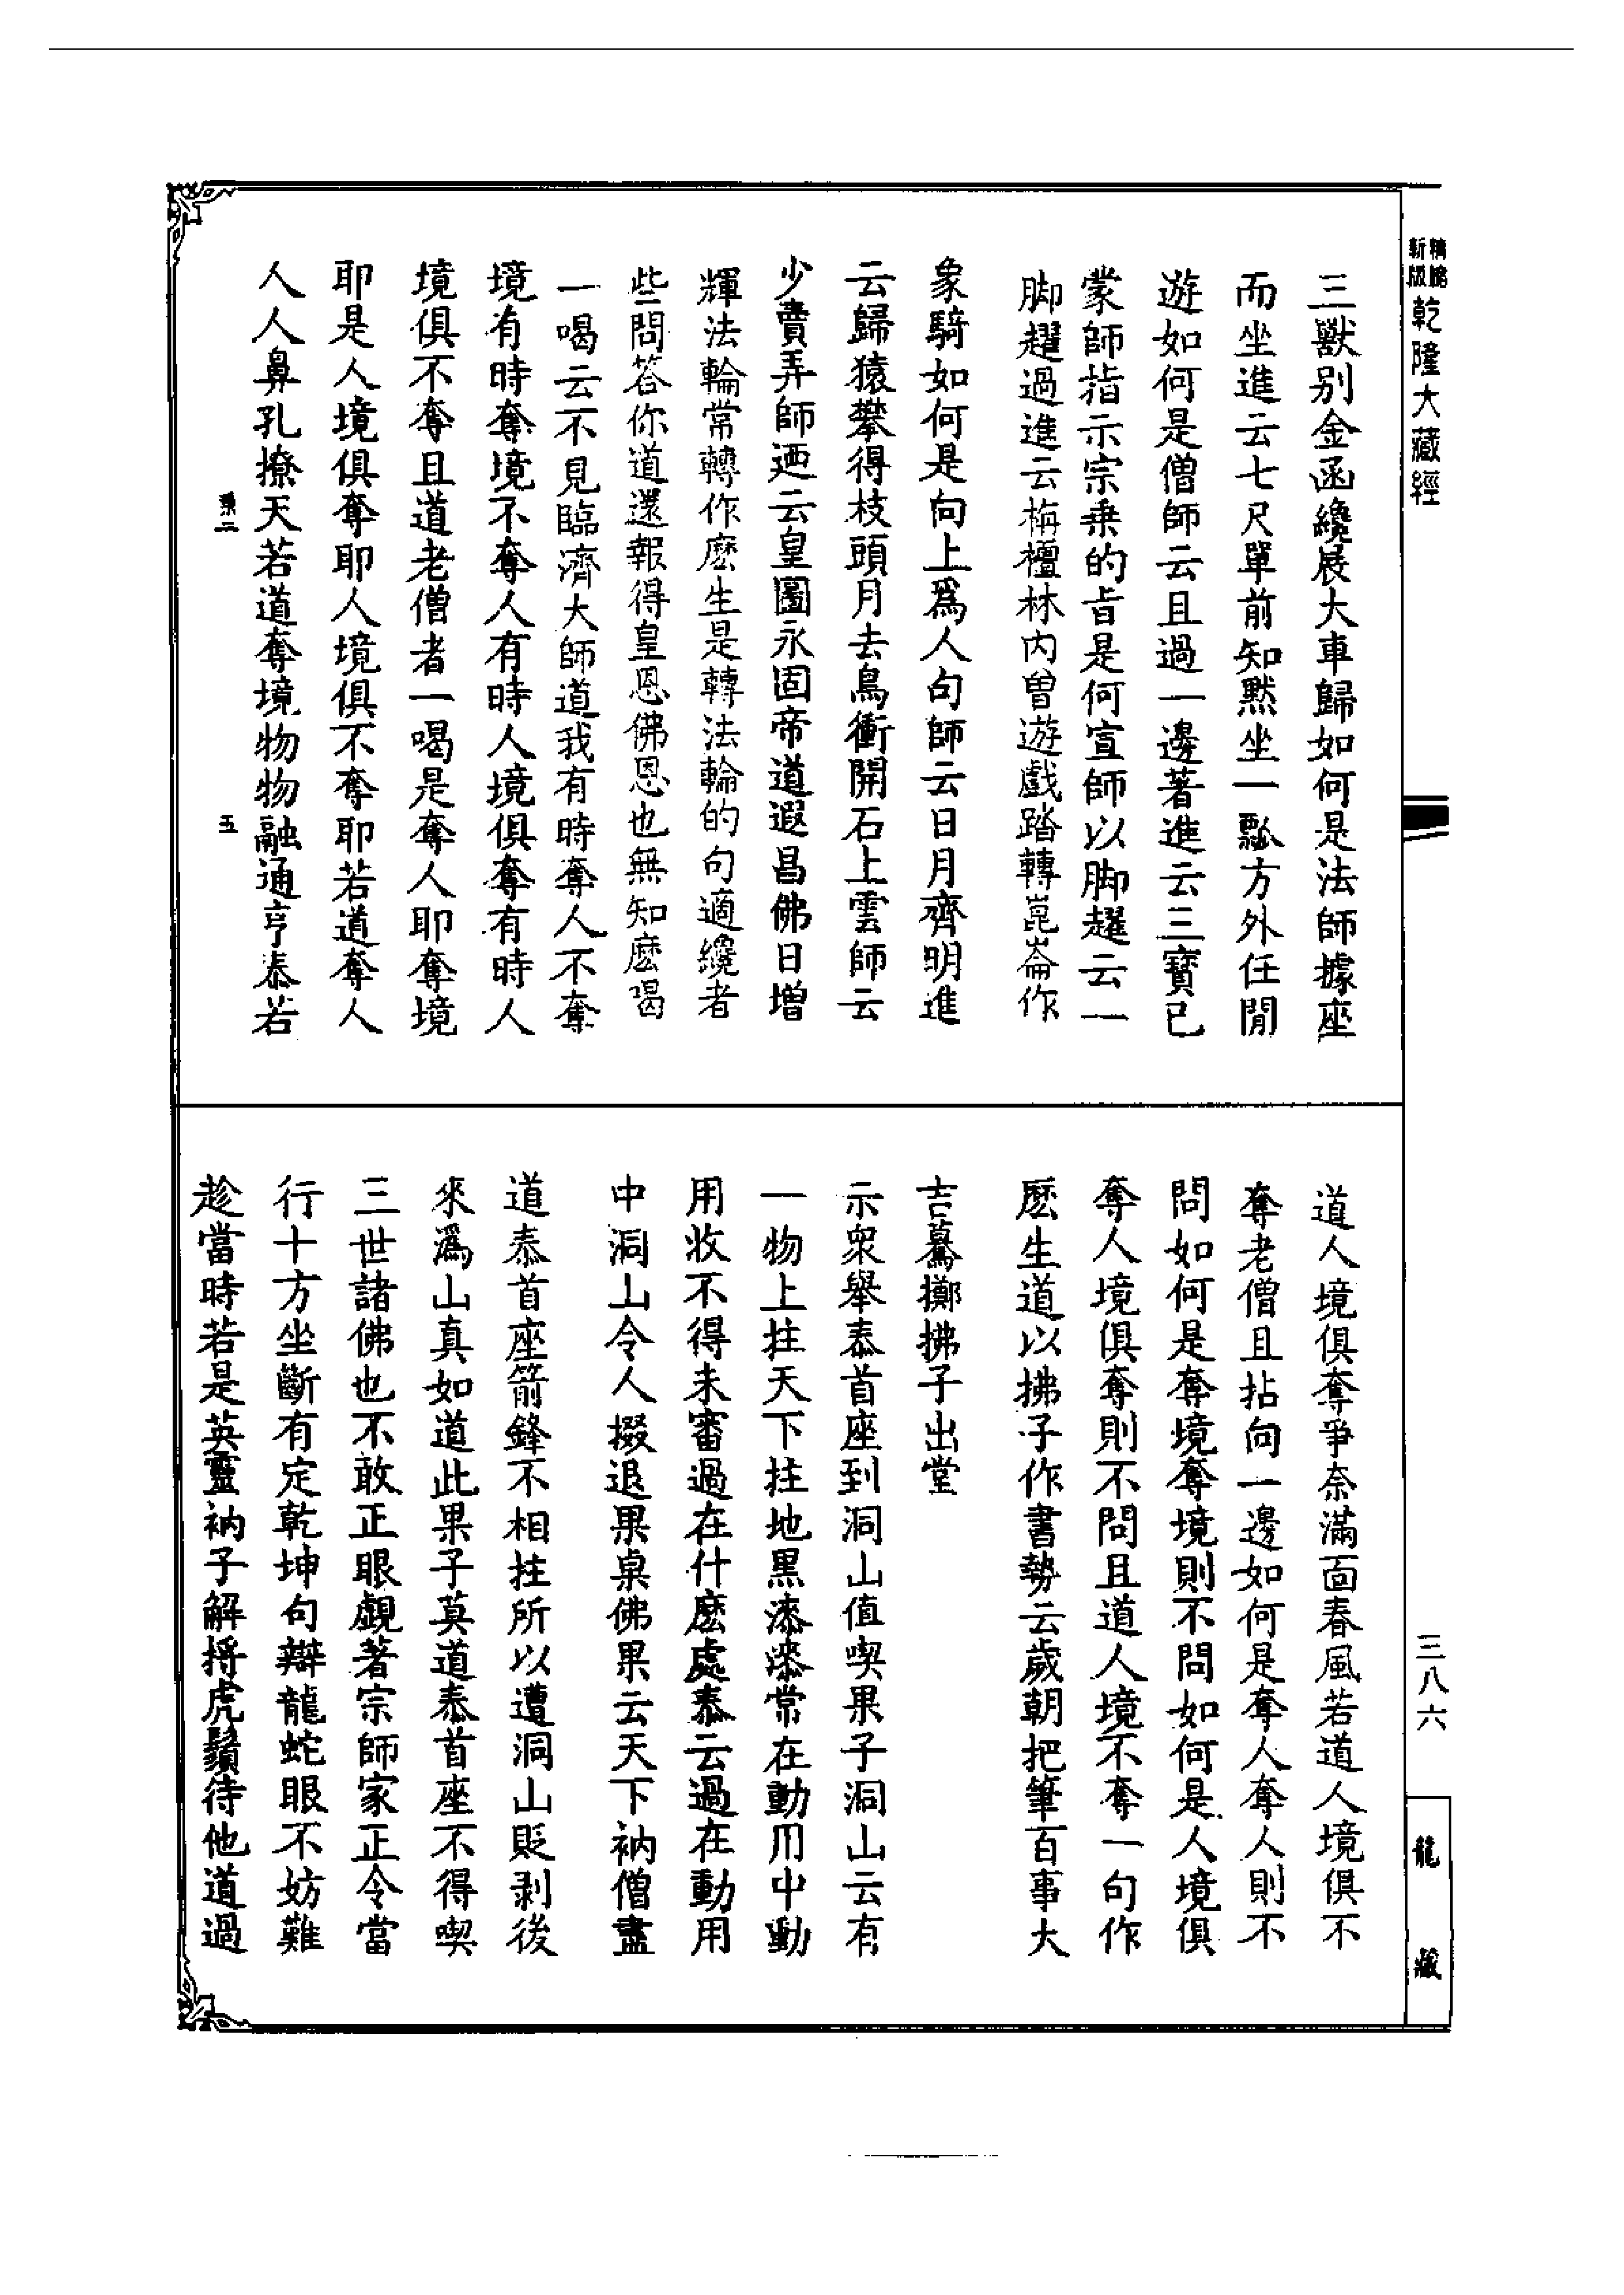 乾隆大藏經
三獸别金函纔展大車歸如何是法師據座
而坐進云七尺單前知黙坐一瓢方外任閒
遊如何是僧師云且過一邊著進云三寳已
蒙師指示宗乗的旨是何宣師以脚趯云一
脚趯過進云栴檀林内曽遊戲踏轉崑崙作
象騎如何是向上爲人句師云日月齊明進
云歸猿攀得枝頭月去鳥衝開石上雲師云
少賣弄師迺云皇圖永固帝道遐昌佛日增
輝法輪常轉作麽生是轉法輪的句適纔者
些問答你道還報得皇恩佛恩也無知麽喝
一喝云不見臨濟大師道我有時奪人不奪
境有時奪境不奪人有時人境俱奪有時人
境俱不奪且道老僧者一喝是奪人耶奪境
耶是人境俱奪耶人境俱不奪耶若道奪人
人人鼻孔撩天若道奪境物物融通亨泰若
五
道人境俱奪爭奈滿面春風若道人境俱不
奪老僧且拈向一邊如何是奪人奪人則不
問如何是奪境奪境則不問如何是人境俱
奪人境俱奪則不問且道人境不奪一句作
麽生道以拂子作書勢云歲朝把筆百事大
吉驀擲拂子出堂
示衆舉泰首座到洞山值喫果子洞山云有
一物上拄天下拄地黒漆漆常在動用中動
用收不得未審過在什麽處泰云過在動用
中洞山令人掇退果桌佛果云天下衲僧盡
道泰首座箭鋒不相拄所以遭洞山貶剥後
來溈山真如道此果子莫道泰首座不得喫
三世諸佛也不敢正眼覷著宗師家正令當
行十方坐斷有定乾坤句辯龍蛇眼不妨難
趁當時若是英靈衲子解捋虎鬚待他道過
三八六
龍藏